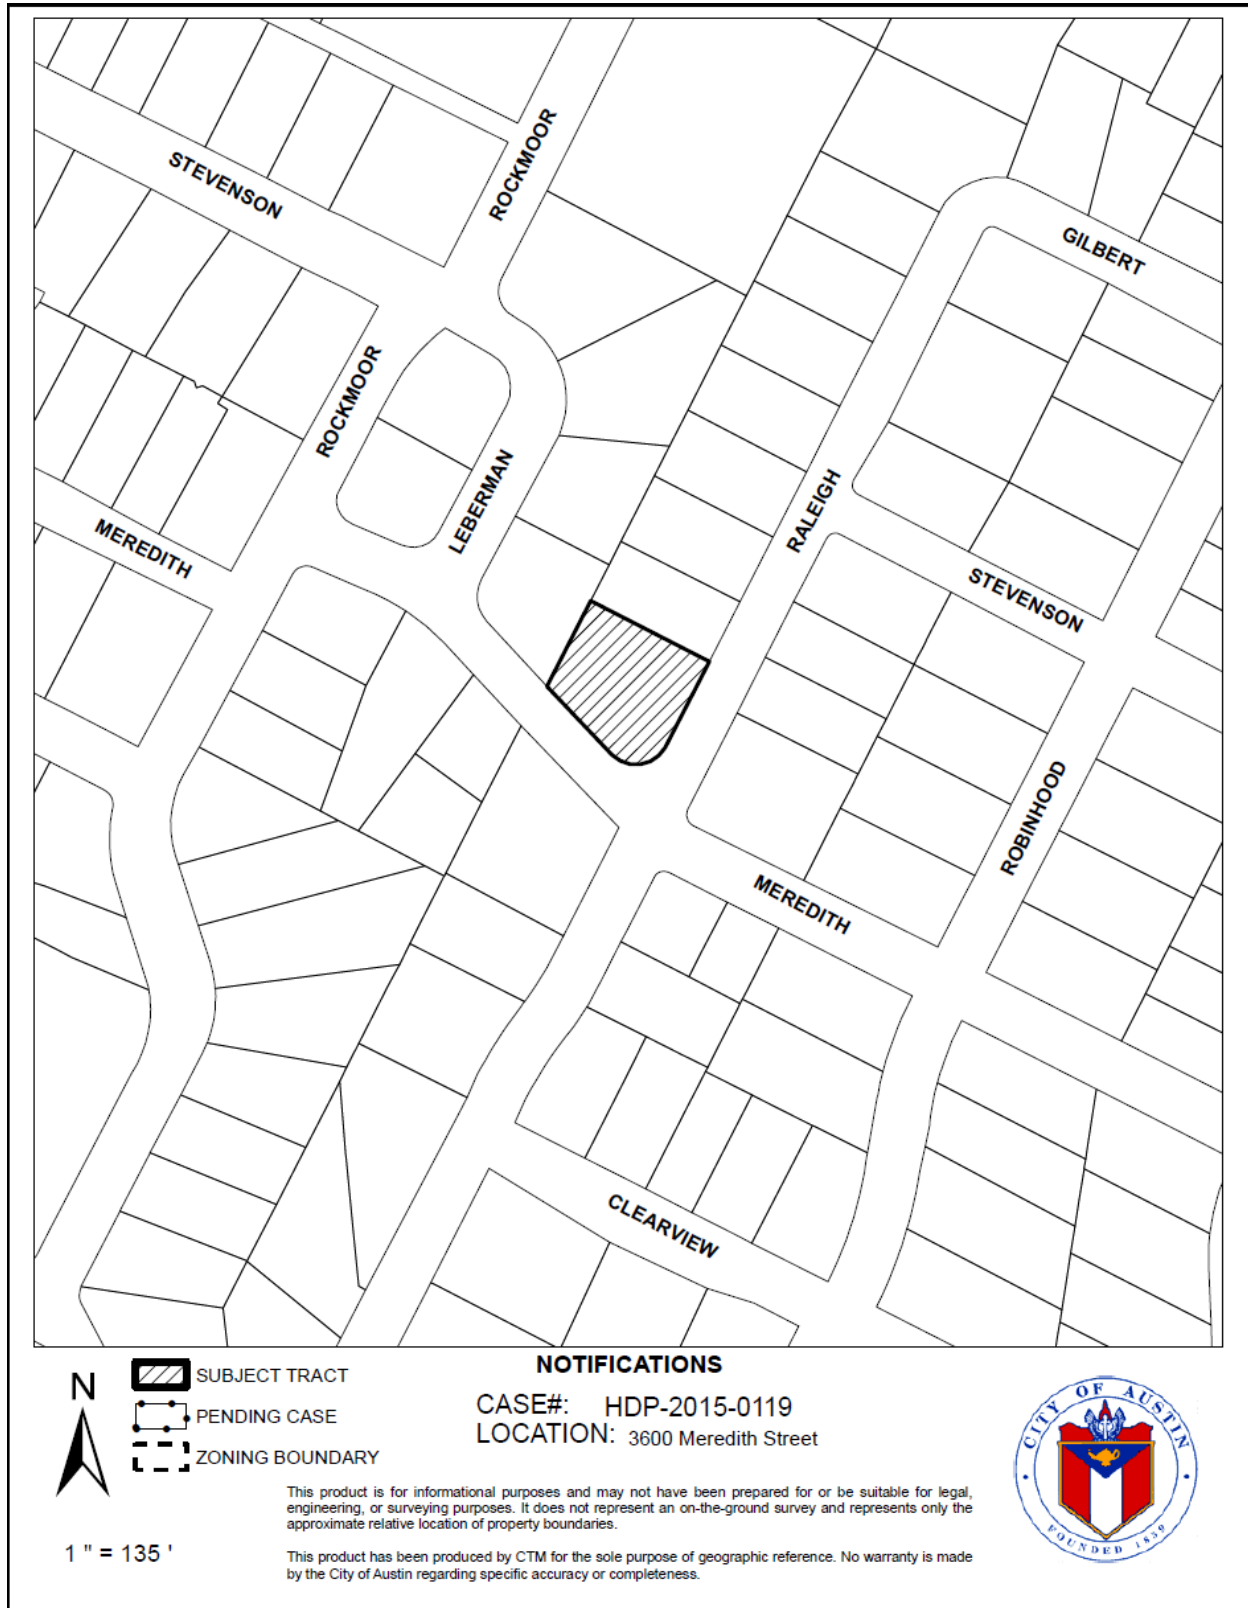 ROCKMOOR
STEVENSON
GILBERT
ROCKMOOR
LEBERMAN
RALEIGH
MEREDITH
STEVENSON
ROBINHOOD
MEREDITH
CLEARVIEW
N
1 " = 135 '
SUBJECT TRACT
PENDING CASE
ZONING BOUNDARY
NOTIFICATIONS
CASE#: HDP-2015-0119
LOCATION: 3600 Meredith Street
This product is for informational purposes and may not have been prepared for or be suitable for legal,
engineering, or surveying purposes. It does not represent an on-the-ground survey and represents only the
approximate relative location of property boundaries.
This product has been produced by CTM for the sole purpose of geographic reference. No warranty is made
by the City of Austin regarding specific accuracy or completeness.
CITY OF AUSTIN
FOUNDED 1839